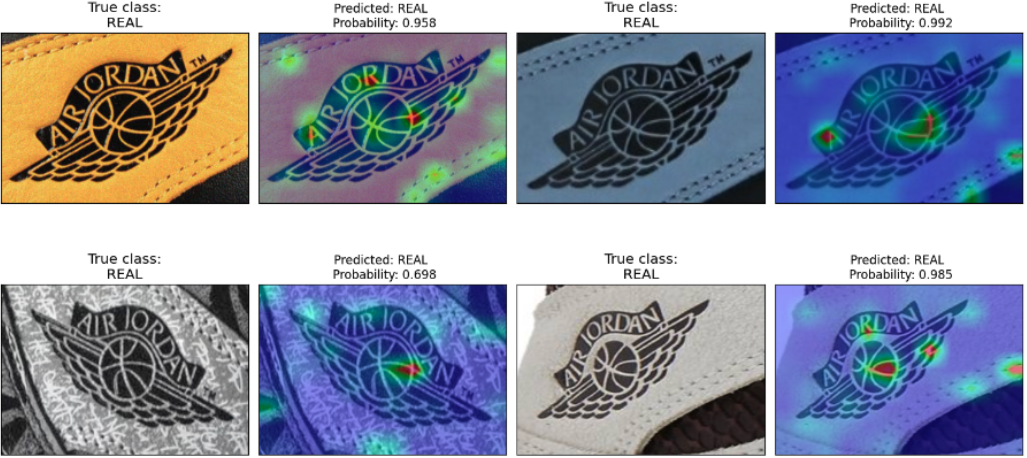 True class:
REAL
Predicted: REAL
Probability: 0.958
True class:
REAL
Predicted: REAL
Probability: 0.992
AIR JORDAN TM
AIR JORDAN TM
AIR JORDAN TM
AIR JORDAN TM
True class:
REAL
Predicted: REAL
Probability: 0.698
True class:
REAL
Predicted: REAL
Probability: 0.985
AIR JORDAN
AIR JORDAN
AIR JORDAN
AIR JORDAN